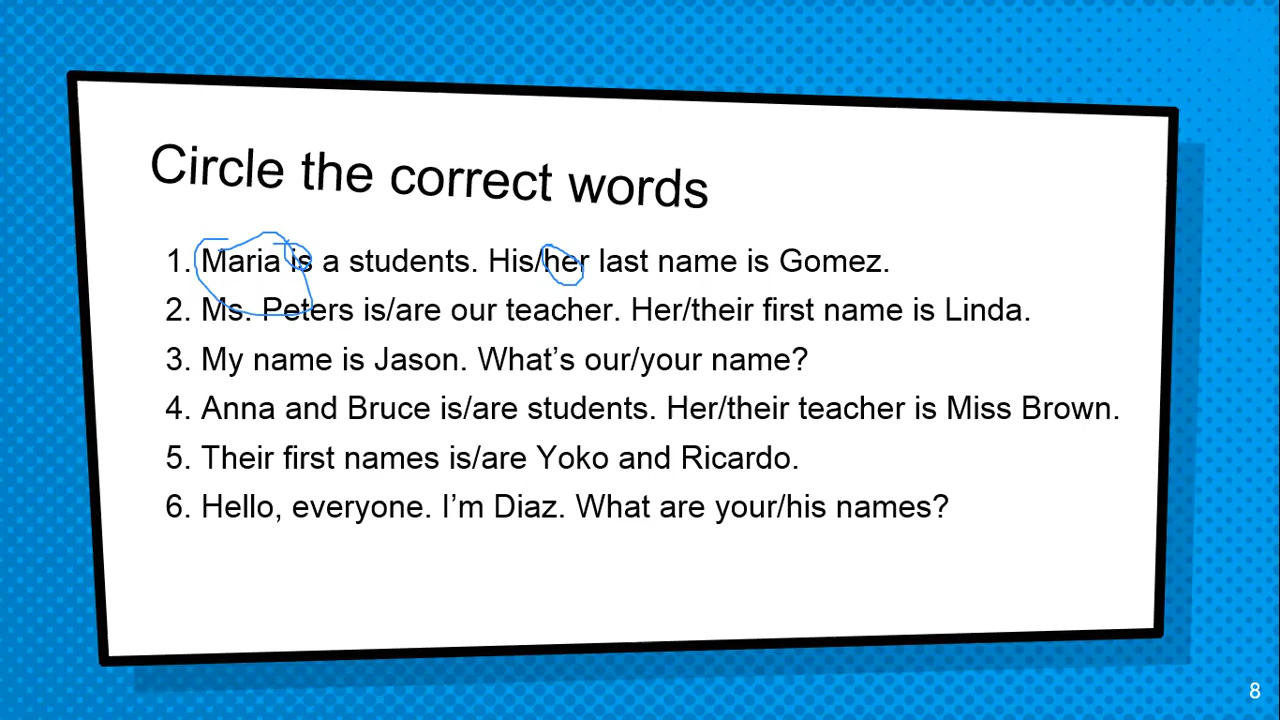 Circle the correct words
1. Maria is a students. His/her last name is Gomez.
2. Ms. Peters is/are our teacher. Her/their first name is Linda.
3. My name is Jason. What’s our/your name?
4. Anna and Bruce is/are students. Her/their teacher is Miss Brown.
5. Their first names is/are Yoko and Ricardo.
6. Hello, everyone. I’m Diaz. What are your/his names?
8